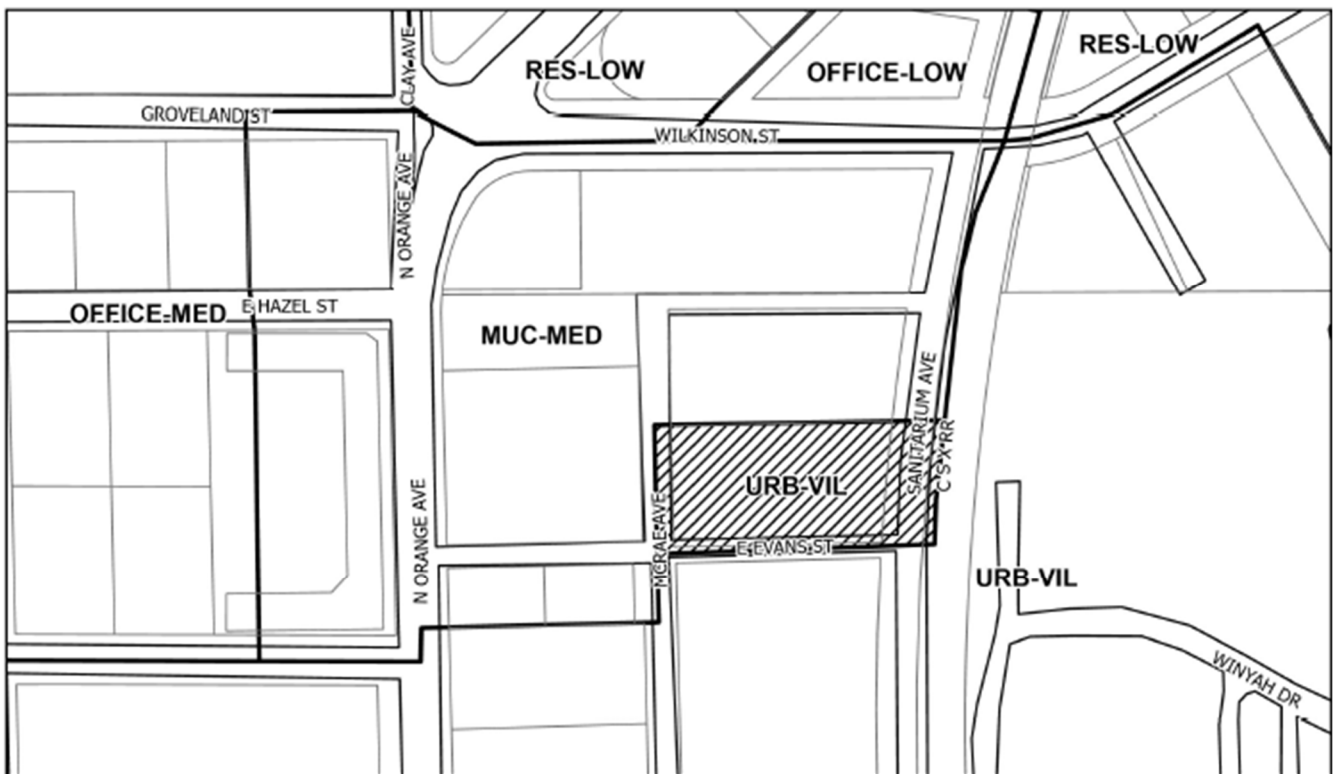 CLAY AVE
RES-LOW
OFFICE-LOW
RES-LOW
GROVELAND ST
WILKINSON ST
N ORANGE AVE
OFFICE-MED
E HAZEL ST
MUC-MED
SANITARIUM AVE
C S X RR
URB-VIL
N ORANGE AVE
MCRAE AVE
E EVANS ST
URB-VIL
WINYAH DR